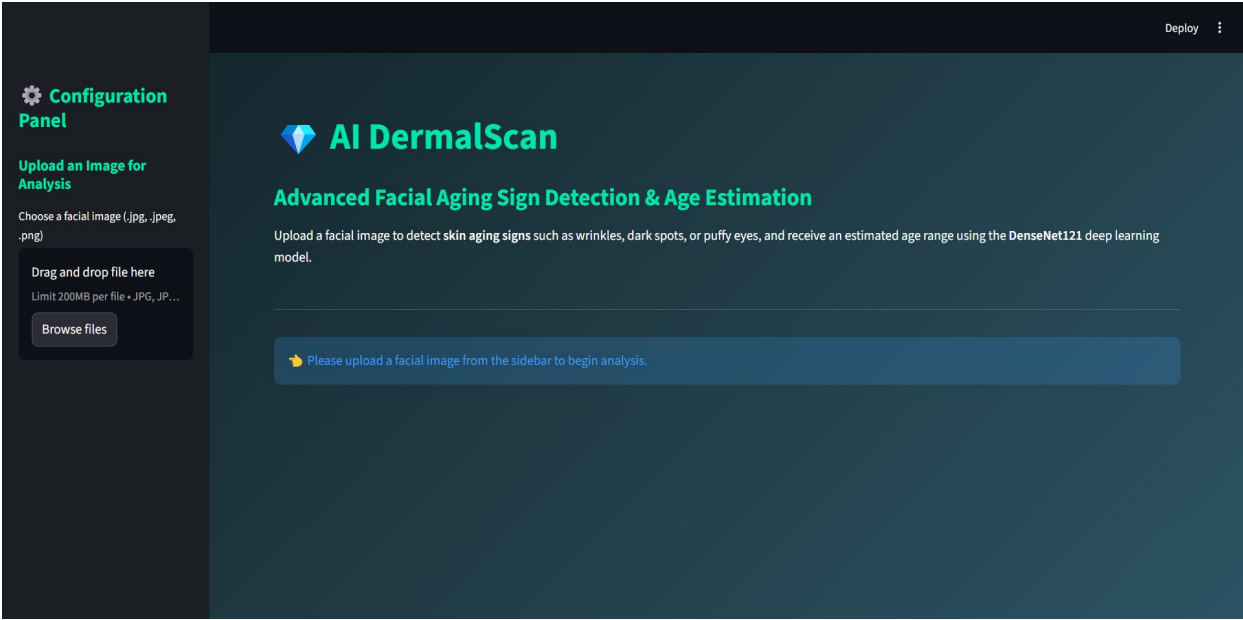 Deploy
Configuration
Panel
Upload an Image for
Analysis
Choose a facial image (.jpg, .jpeg,
.png)
Drag and drop file here
Limit 200MB per file • JPG, JP…
Browse files
AI DermalScan
Advanced Facial Aging Sign Detection & Age Estimation
Upload a facial image to detect skin aging signs such as wrinkles, dark spots, or puffy eyes, and receive an estimated age range using the DenseNet121 deep learning
model.
Please upload a facial image from the sidebar to begin analysis.